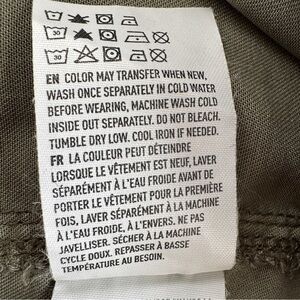 30
30
EN COLOR MAY TRANSFER WHEN NEW.
WASH ONCE SEPARATELY IN COLD WATER
BEFORE WEARING, MACHINE WASH COLD
INSIDE OUT SEPARATELY. DO NOT BLEACH.
TUMBLE DRY LOW. COOL IRON IF NEEDED.
FR LA COULEUR PEUT DÉTEINDRE
LORSQUE LE VÊTEMENT EST NEUF, LAVER
SÉPARÉMENT À L'EAU FROIDE AVANT DE
PORTER LE VÊTEMENT POUR LA PREMIÈRE
FOIS, LAVER SÉPARÉMENT À LA MACHINE
À L'EAU FROIDE, À L'ENVERS. NE PAS
JAVELLISER. SÉCHER À LA MACHINE
CYCLE DOUX. REPASSER À BASSE
TEMPÉRATURE AU BESOIN.